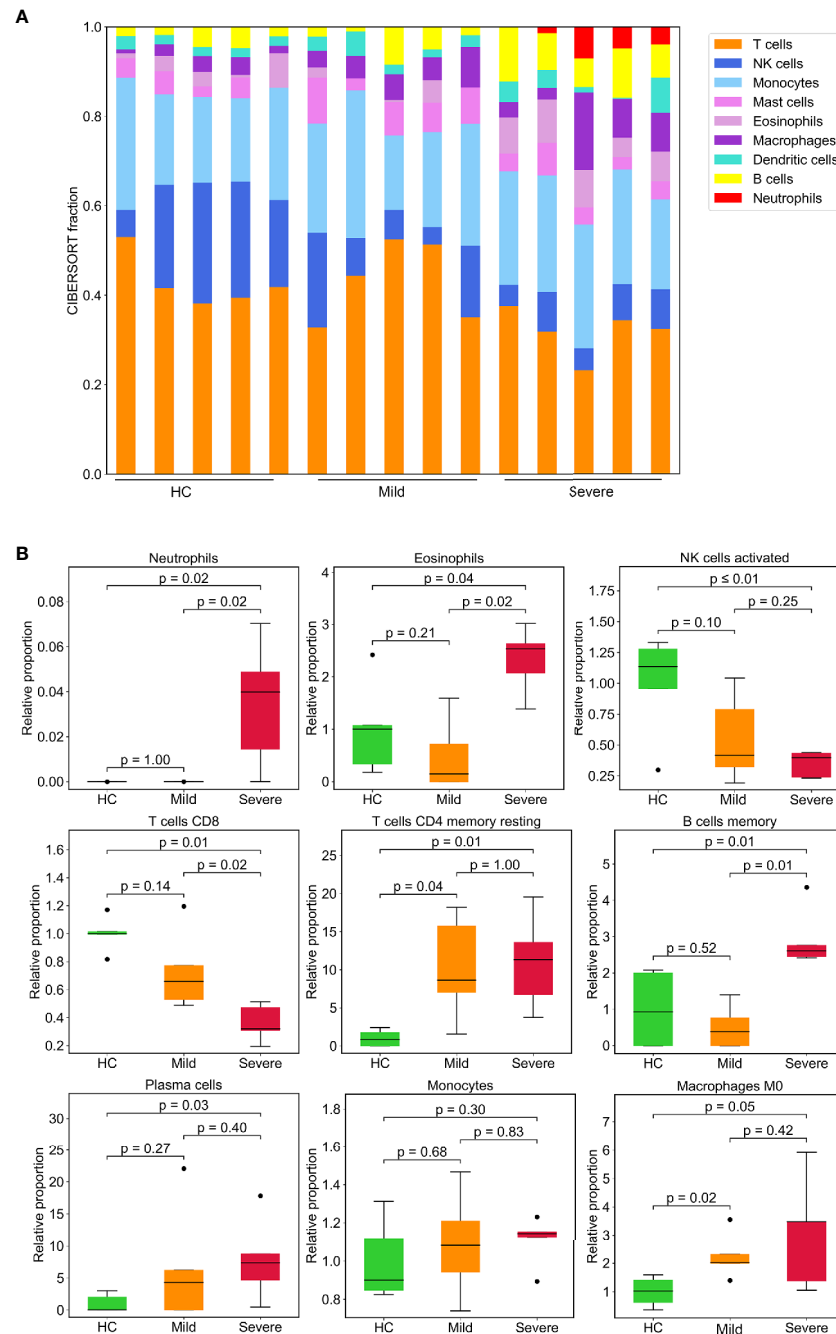 A
1.0
0.8
0.6
0.4
0.2
0.0
CIBERSORT fraction
HC
Mild
Severe
T cells
NK cells
Monocytes
Mast cells
Eosinophils
Macrophages
Dendritic cells
B cells
Neutrophils
B
Neutrophils
p = 0.02
p = 0.02
p = 1.00
0.08
0.06
0.04
0.02
0.00
Relative proportion
HC
Mild
Severe
Eosinophils
p = 0.04
p = 0.02
p = 0.21
4
3
2
1
0
Relative proportion
HC
Mild
Severe
NK cells activated
p ≤ 0.01
p = 0.25
p = 0.10
1.75
1.50
1.25
1.00
0.75
0.50
0.25
Relative proportion
HC
Mild
Severe
T cells CD8
p = 0.01
p = 0.02
p = 0.14
1.6
1.4
1.2
1.0
0.8
0.6
0.4
0.2
Relative proportion
HC
Mild
Severe
T cells CD4 memory resting
p = 0.01
p = 1.00
p = 0.04
25
20
15
10
5
0
Relative proportion
HC
Mild
Severe
B cells memory
p = 0.01
p = 0.01
p = 0.52
5
4
3
2
1
0
Relative proportion
HC
Mild
Severe
Plasma cells
p = 0.03
p = 0.40
p = 0.27
30
25
20
15
10
5
0
Relative proportion
HC
Mild
Severe
Monocytes
p = 0.30
p = 0.83
p = 0.68
1.8
1.6
1.4
1.2
1.0
0.8
Relative proportion
HC
Mild
Severe
Macrophages M0
p = 0.05
p = 0.42
p = 0.02
7
6
5
4
3
2
1
Relative proportion
HC
Mild
Severe